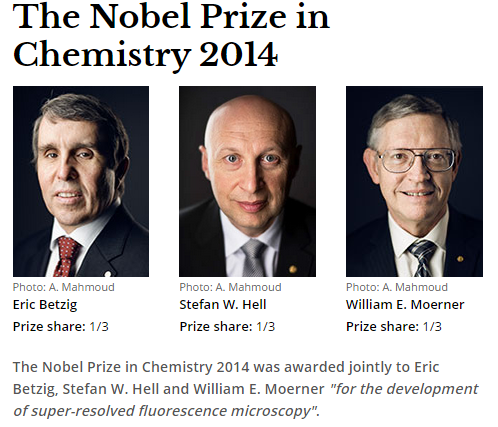 The Nobel Prize in
Chemistry 2014
Photo: A. Mahmoud
Eric Betzig
Prize share: 1/3
Photo: A. Mahmoud
Stefan W. Hell
Prize share: 1/3
Photo: A. Mahmoud
William E. Moerner
Prize share: 1/3
The Nobel Prize in Chemistry 2014 was awarded jointly to Eric
Betzig, Stefan W. Hell and William E. Moerner "for the development
of super-resolved fluorescence microscopy".